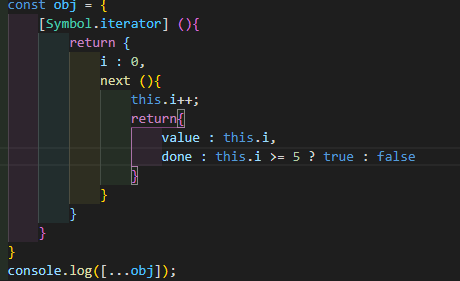 const obj = {
    [Symbol.iterator] (){
        return {
            i : 0,
            next (){
                this.i++;
                return{
                    value : this.i,
                    done : this.i >= 5 ? true : false
                }
            }
        }
    }
}
console.log([...obj]);